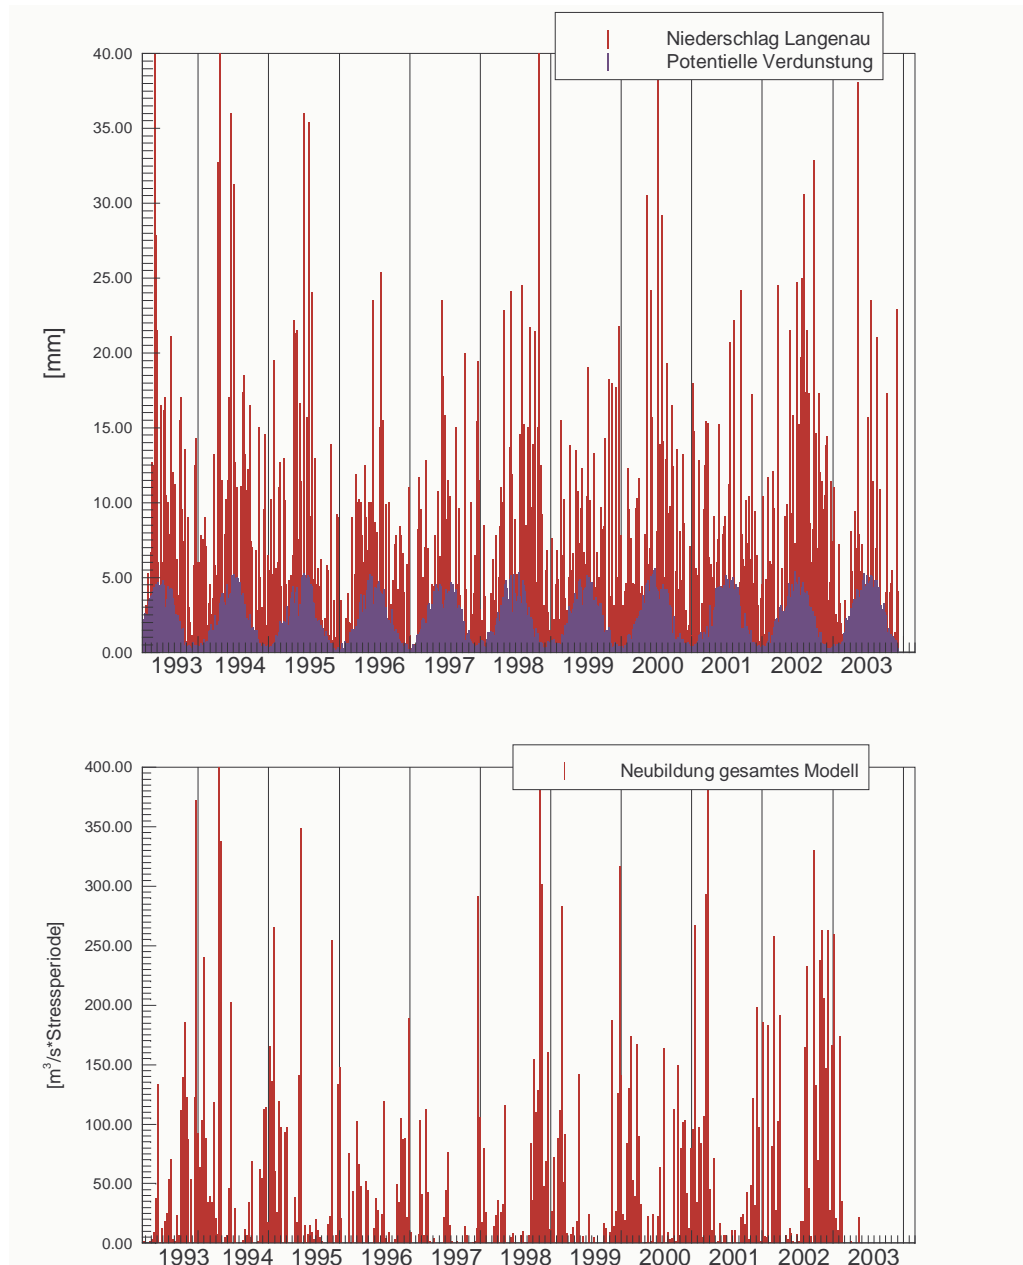 Niederschlag Langenau
Potentielle Verdunstung
40.00
35.00
30.00
25.00
20.00
15.00
10.00
5.00
0.00
[mm]
1993 1994 1995 1996 1997 1998 1999 2000 2001 2002 2003
Neubildung gesamtes Modell
400.00
350.00
300.00
250.00
200.00
150.00
100.00
50.00
0.00
[m³/s*Stressperiode]
1993 1994 1995 1996 1997 1998 1999 2000 2001 2002 2003